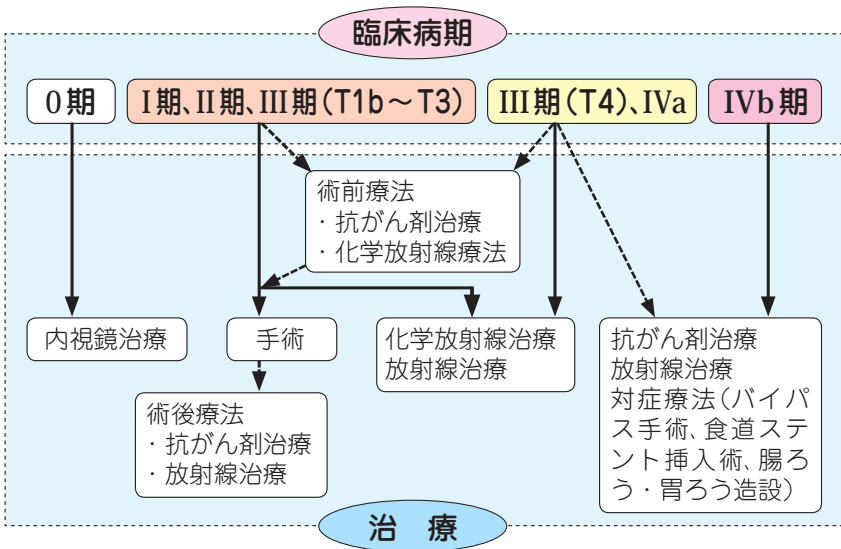 臨床病期
0期
I期、II期、III期(T1b～T3)
III期(T4)、IVa
IVb期
術前療法
・抗がん剤治療
・化学放射線療法
内視鏡治療
手術
化学放射線治療
放射線治療
抗がん剤治療
放射線治療
対症療法(バイパ
ス手術、食道ステ
ント挿入術、腸ろ
う・胃ろう造設)
術後療法
・抗がん剤治療
・放射線治療
治　療